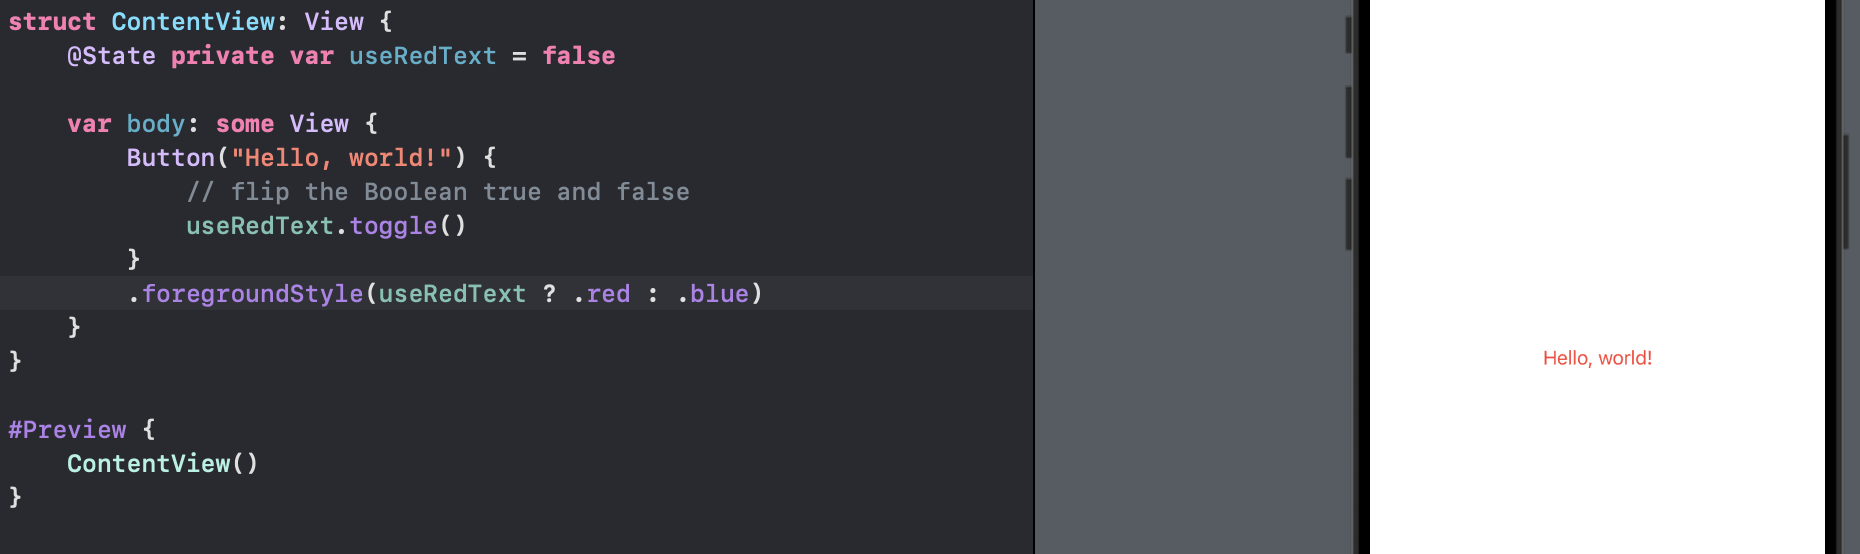 struct ContentView: View {
    @State private var useRedText = false

    var body: some View {
        Button("Hello, world!") {
            // flip the Boolean true and false
            useRedText.toggle()
        }
        .foregroundStyle(useRedText ? .red : .blue)
    }
}

#Preview {
    ContentView()
}
Hello, world!